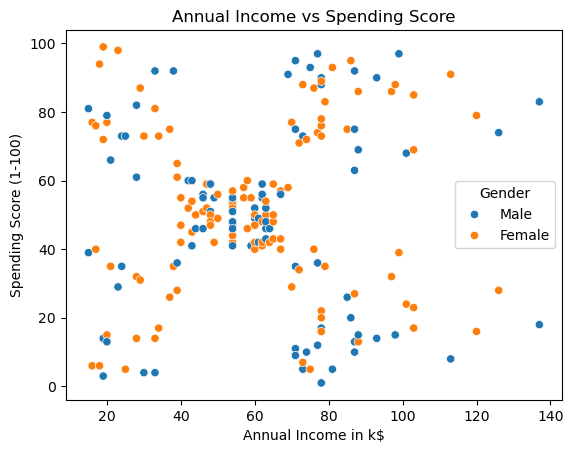 Annual Income vs Spending Score
Spending Score (1-100)
100
80
60
40
20
0
Gender
Male
Female
20
40
60
80
100
120
140
Annual Income in k$